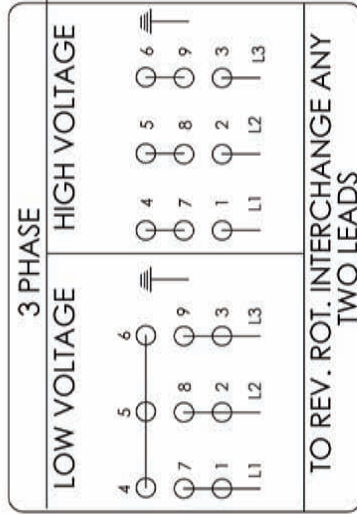 3 PHASE
LOW VOLTAGE
4 5 6
7 8 9
1 2 3
L1 L2 L3
HIGH VOLTAGE
4 5 6
7 8 9
1 2 3
L1 L2 L3
TO REV. ROT. INTERCHANGE ANY
TWO LEADS